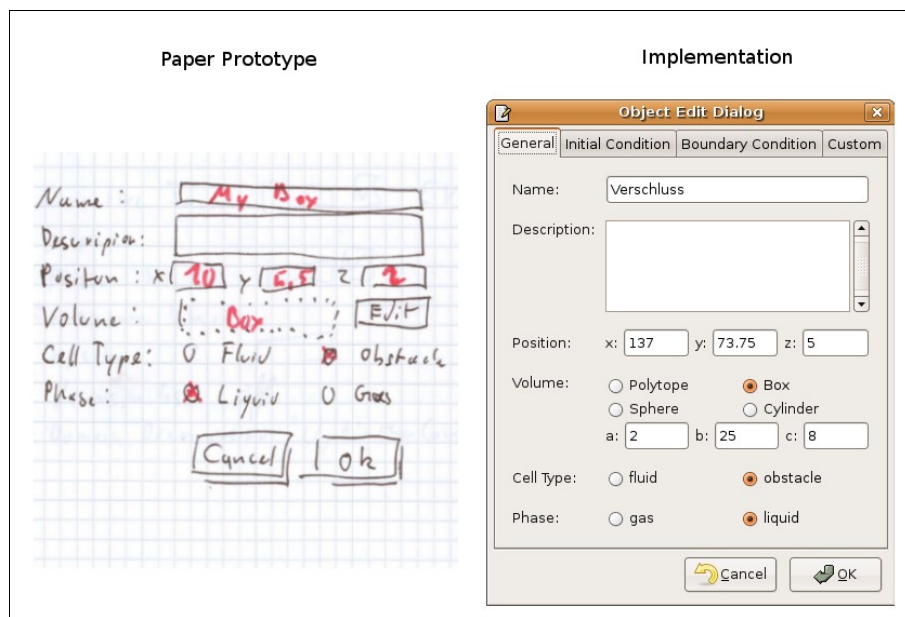 Paper Prototype
Name : My Box
Description:
Position : x 10 y 5,5 z 2
Volume : Box Edit
Cell Type: Fluid Obstacle
Phase : Liquid Gas
Cancel Ok
Implementation
Object Edit Dialog
General Initial Condition Boundary Condition Custom
Name: Verschluss
Description:
Position: x: 137 y: 73.75 z: 5
Volume: Polytope Box
Sphere Cylinder
a: 2 b: 25 c: 8
Cell Type: fluid obstacle
Phase: gas liquid
Cancel OK